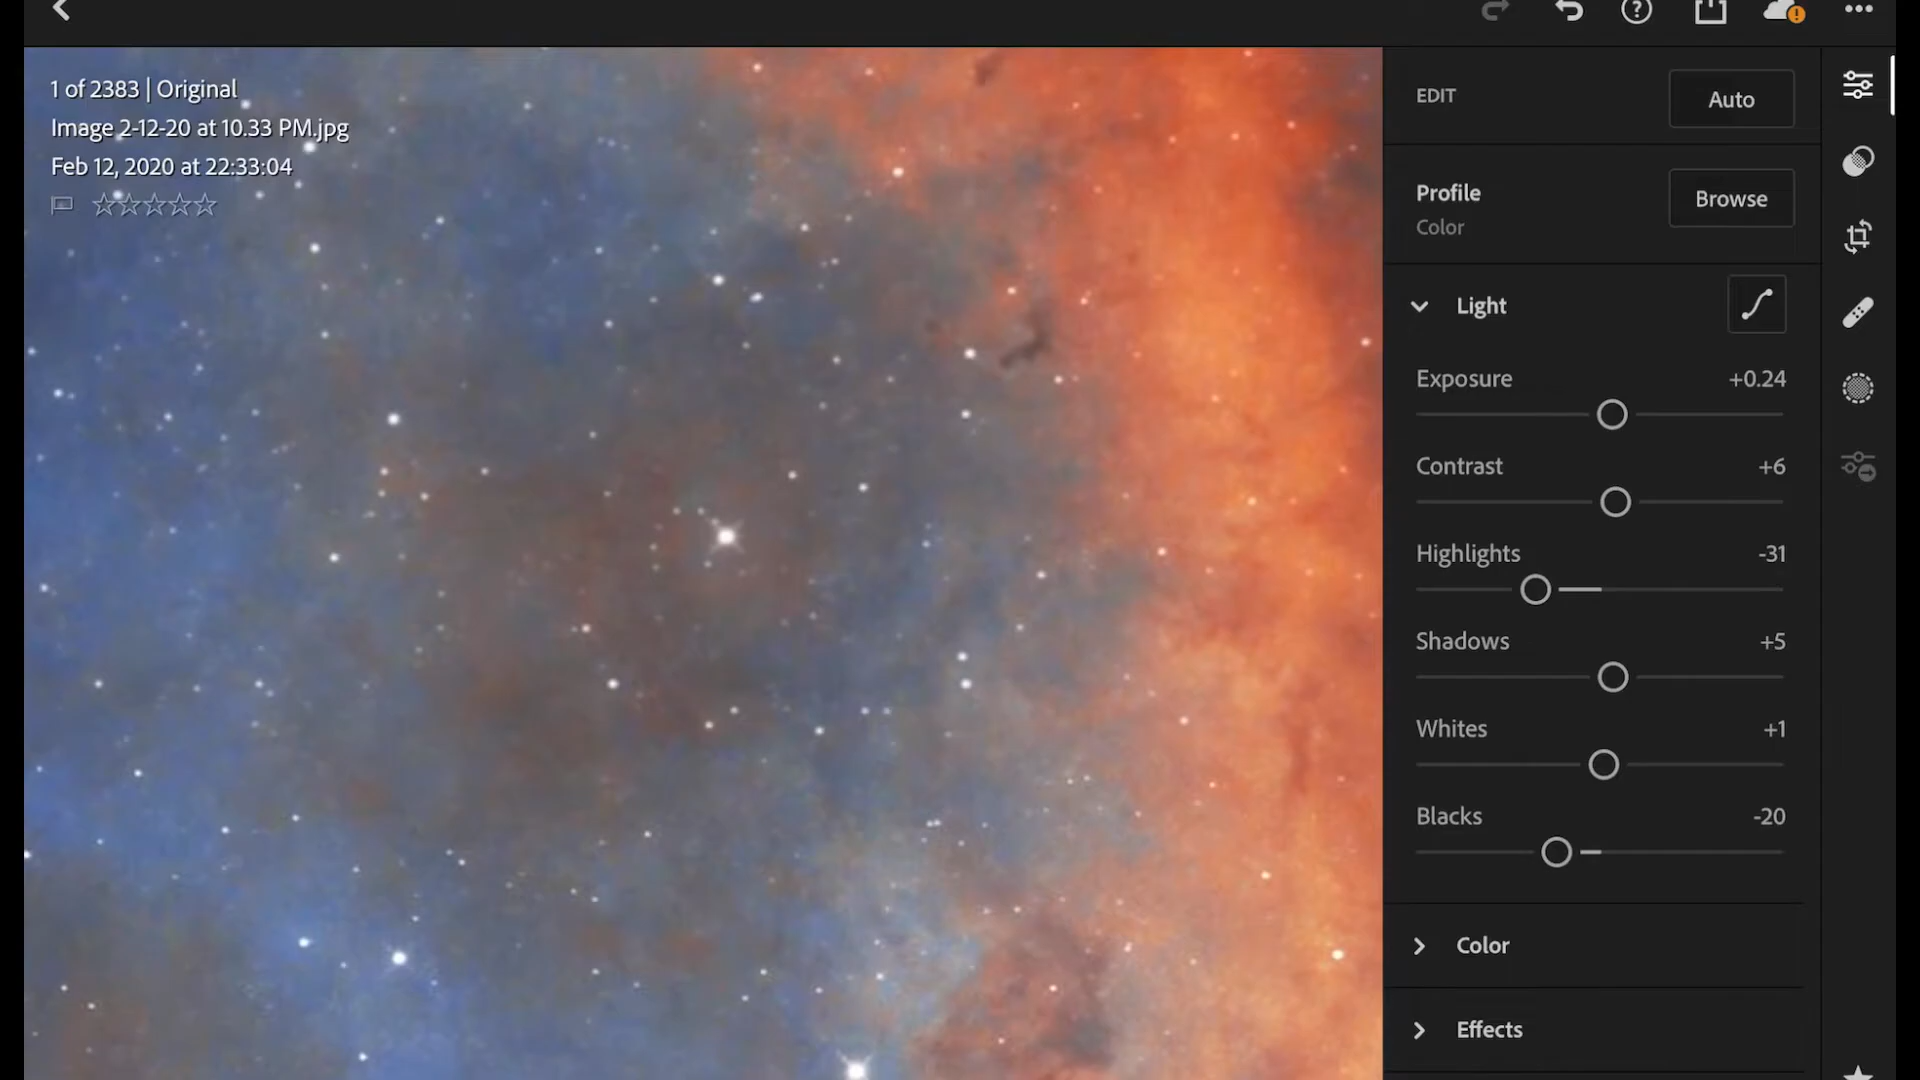 1 of 2383 | Original
Image 2-12-20 at 10.33 PM.jpg
Feb 12, 2020 at 22:33:04
EDIT
Auto
Profile
Browse
Color
Light
Exposure +0.24
Contrast +6
Highlights -31
Shadows +5
Whites +1
Blacks -20
Color
Effects